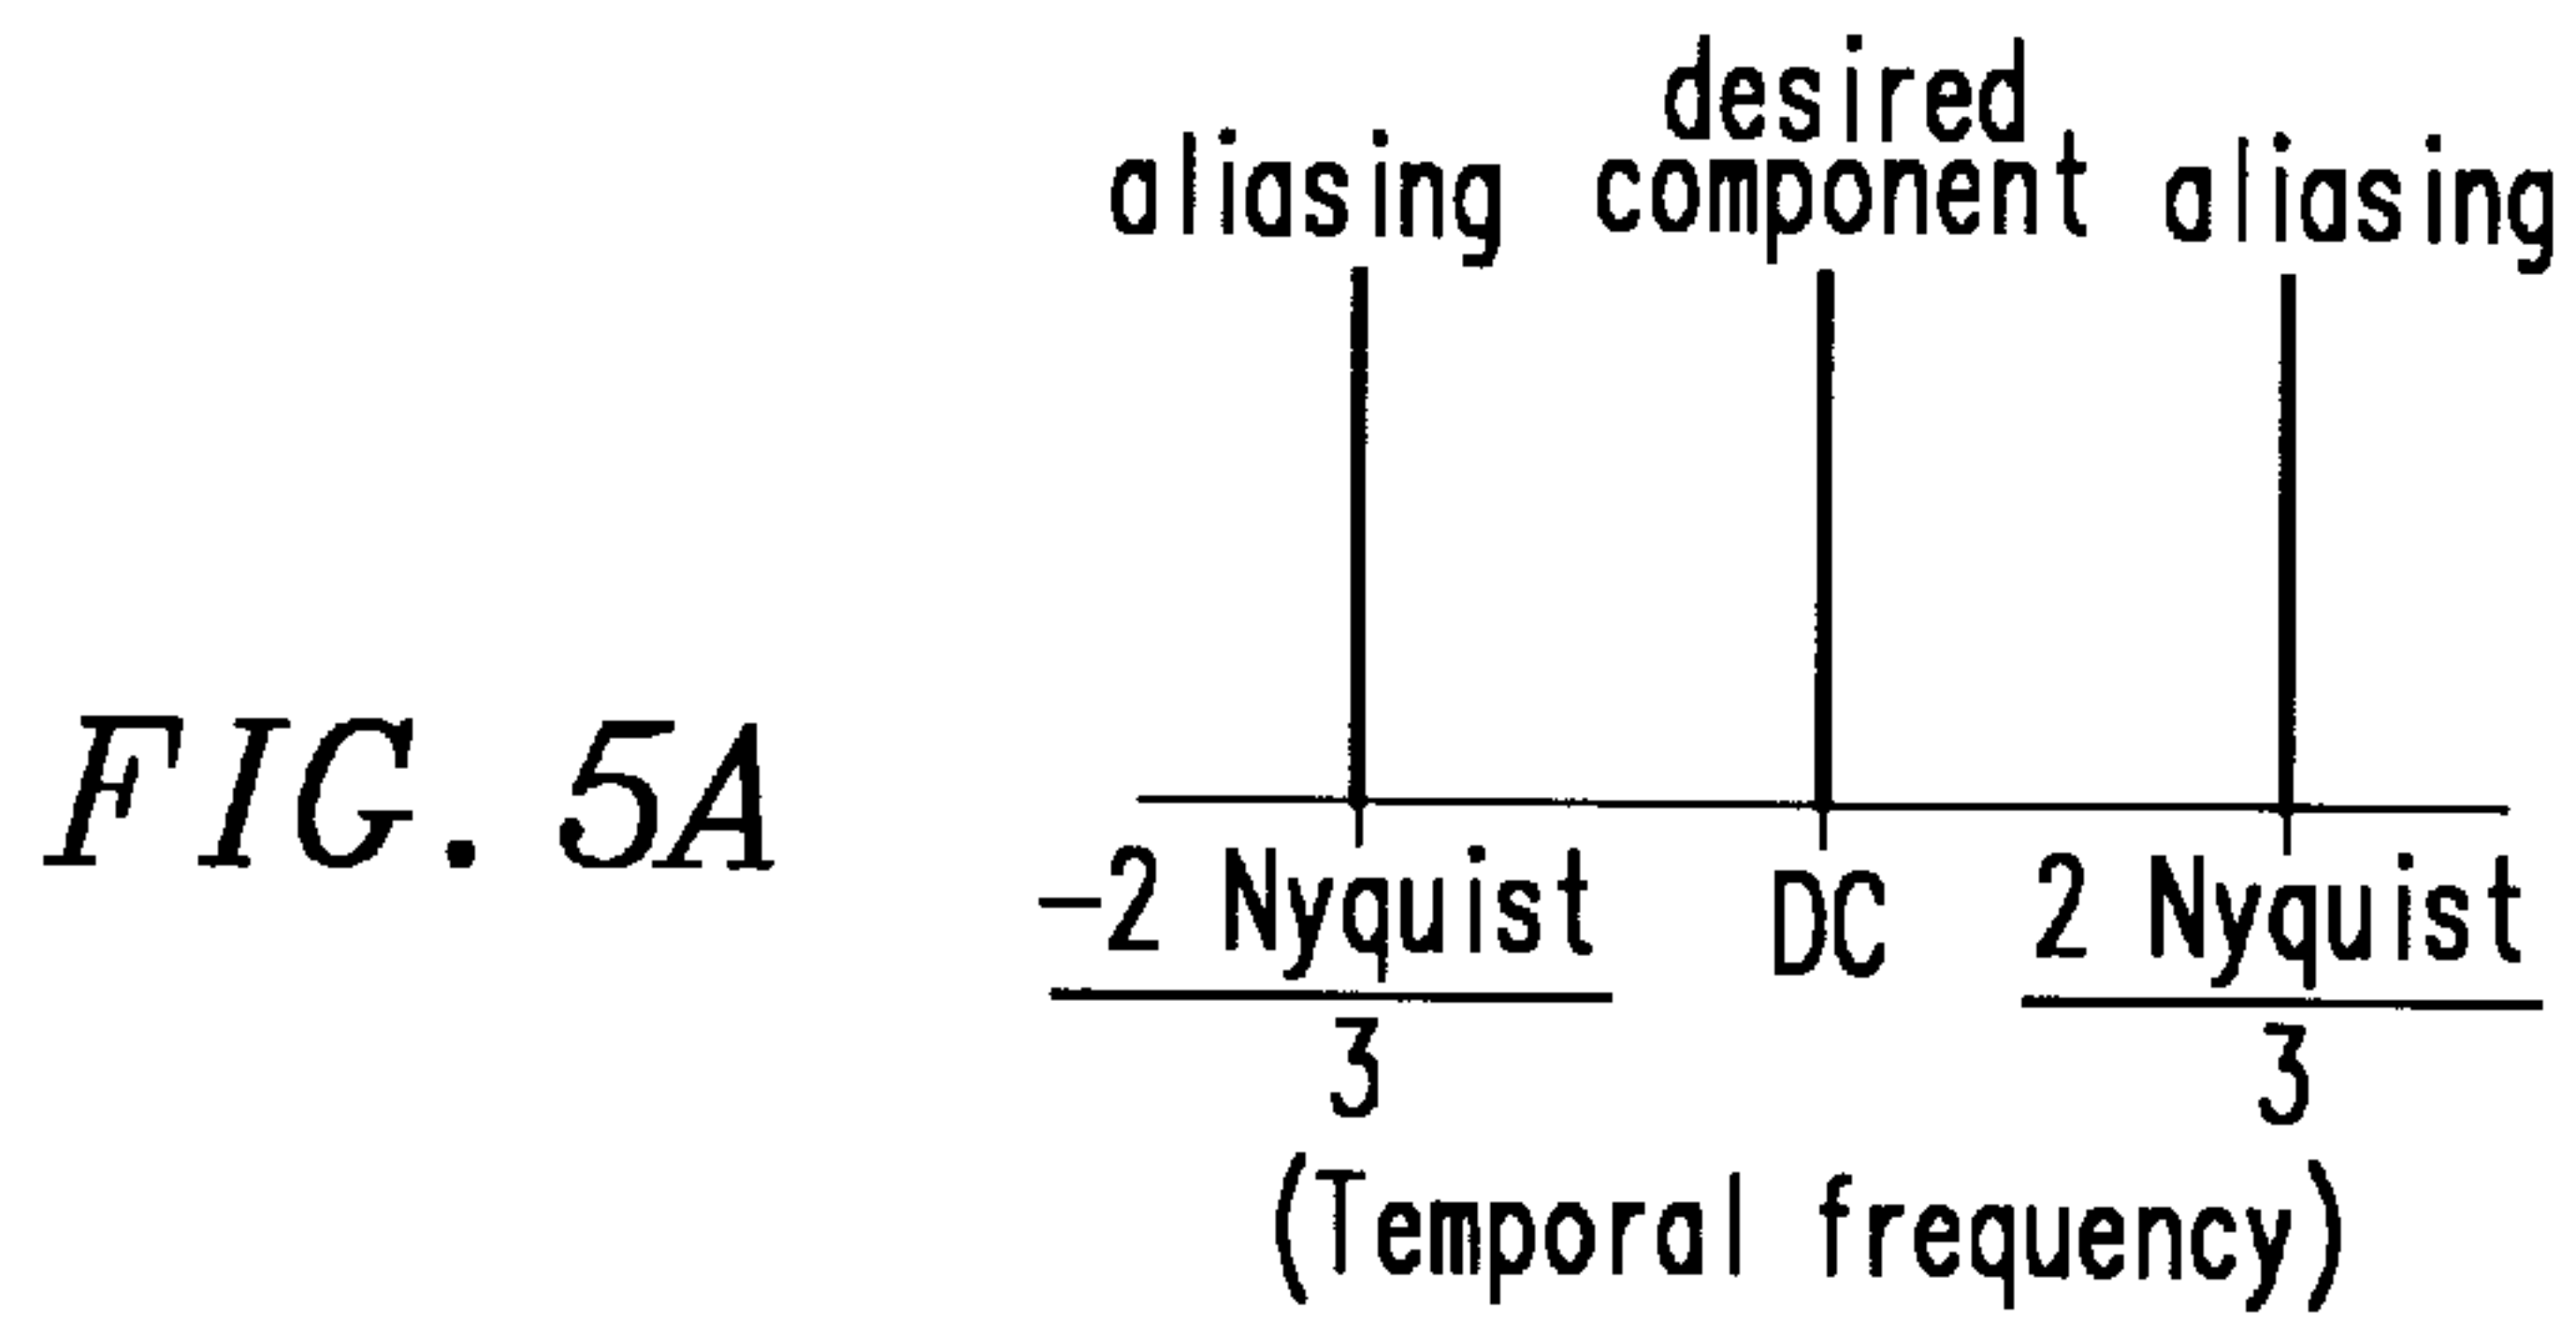 desired
aliasing component aliasing
FIG. 5A
-2 Nyquist DC 2 Nyquist
3 3
(Temporal frequency)